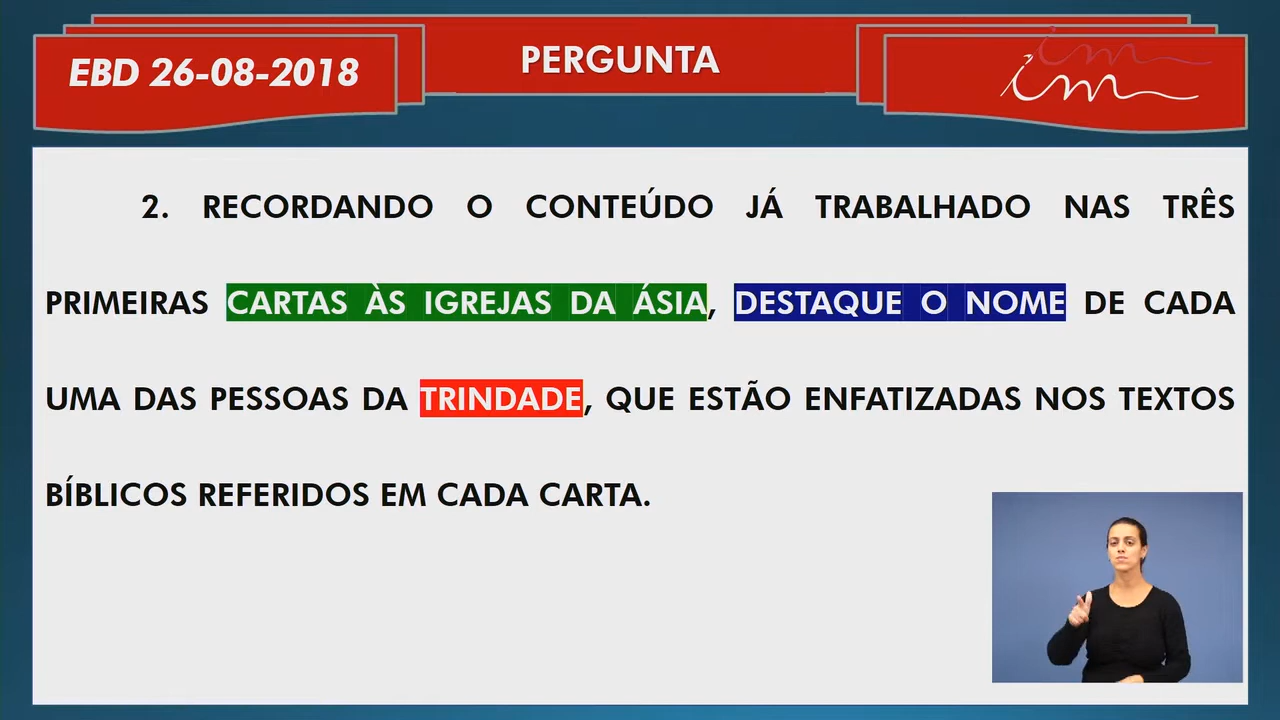 EBD 26-08-2018
PERGUNTA
im
2. RECORDANDO O CONTEÚDO JÁ TRABALHADO NAS TRÊS
PRIMEIRAS CARTAS ÀS IGREJAS DA ÁSIA, DESTAQUE O NOME DE CADA
UMA DAS PESSOAS DA TRINDADE, QUE ESTÃO ENFATIZADAS NOS TEXTOS
BÍBLICOS REFERIDOS EM CADA CARTA.